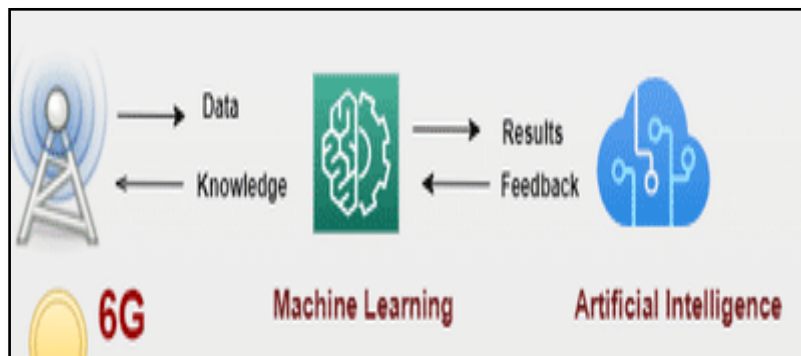 Data
Knowledge
Results
Feedback
6G
Machine Learning
Artificial Intelligence